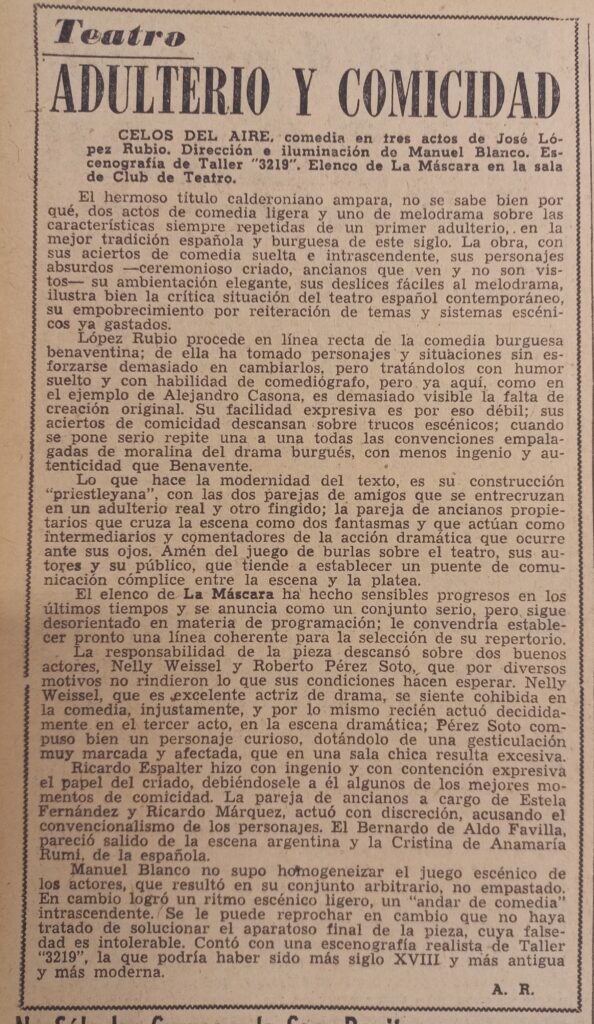 Teatro
ADULTERIO Y COMICIDAD
CELOS DEL AIRE, comedia en tres actos de José Ló-
pez Rubio. Dirección e iluminación de Manuel Blanco. Es-
cenografía de Taller "3219". Elenco de La Máscara en la sala
de Club de Teatro.
El hermoso título calderoniano ampara, no se sabe bien por
qué, dos actos de comedia ligera y uno de melodrama sobre las
características siempre repetidas de un primer adulterio,. en la
mejor tradición española y burguesa de este siglo. La obra, con
sus aciertos de comedia suelta e intrascendente, sus personajes
absurdos —ceremonioso criado, ancianos que ven y no son vis-
tos— su ambientación elegante, sus deslices fáciles al melodrama,
ilustra bien la crítica situación del teatro español contemporáneo,
su empobrecimiento por reiteración de temas y sistemas escéni-
cos ya gastados.
López Rubio procede en línea recta de la comedia burguesa
benaventina; de ella ha tomado personajes y situaciones sin es-
forzarse demasiado en cambiarlos, pero tratándolos con humor
suelto y con habilidad de comediógrafo, pero ya aquí, como en
el ejemplo de Alejandro Casona, es demasiado visible la falta de
creación original. Su facilidad expresiva es por eso débil; sus
aciertos de comicidad descansan sobre trucos escénicos; cuando
se pone serio repite una a una todas las convenciones empala-
gadas de moralina del drama burgués, con menos ingenio y au-
tenticidad que Benavente.
Lo que hace la modernidad del texto, es su construcción
"priestleyana", con las dos parejas de amigos que se entrecruzan
en un adulterio real y otro fingido; la pareja de ancianos propie-
tarios que cruza la escena como dos fantasmas y que actúan como
intermediarios y comentadores de la acción dramática que ocurre
ante sus ojos. Amén del juego de burlas sobre el teatro, sus au-
tores y su público, que tiende a establecer un puente de comu-
nicación cómplice entre la escena y la platea.
El elenco de La Máscara ha hecho sensibles progresos en los
últimos tiempos y se anuncia como un conjunto serio, pero sigue
desorientado en materia de programación; le convendría estable-
cer pronto una línea coherente para la selección de su repertorio.
La responsabilidad de la pieza descansó sobre dos buenos
actores, Nelly Weissel y Roberto Pérez Soto, que por diversos
motivos no rindieron lo que sus condiciones hacen esperar. Nelly
Weissel, que es excelente actriz de drama, se siente cohibida en
la comedia, injustamente, y por lo mismo recién actuó decidida-
mente en el tercer acto, en la escena dramática; Pérez Soto com-
puso bien un personaje curioso, dotándolo de una gesticulación
muy marcada y afectada, que en una sala chica resulta excesiva.
Ricardo Espalter hizo con ingenio y con contención expresiva
el papel del criado, debiéndosele a él algunos de los mejores mo-
mentos de comicidad. La pareja de ancianos a cargo de Estela
Fernández y Ricardo Márquez, actuó con discreción, acusando el
convencionalismo de los personajes. El Bernardo de Aldo Favilla,
pareció salido de la escena argentina y la Cristina de Anamaría
Rumi, de la española.
Manuel Blanco no supo homogeneizar el juego escénico de
los actores, que resultó en su conjunto arbitrario, no empastado.
En cambio logró un ritmo escénico ligero, un "andar de comedia"
intrascendente. Se le puede reprochar en cambio que no haya
tratado de solucionar el aparatoso final de la pieza, cuya false-
dad es intolerable. Contó con una escenografía realista de Taller
"3219", la que podría haber sido más siglo XVIII y más antigua
y más moderna.
A. R.